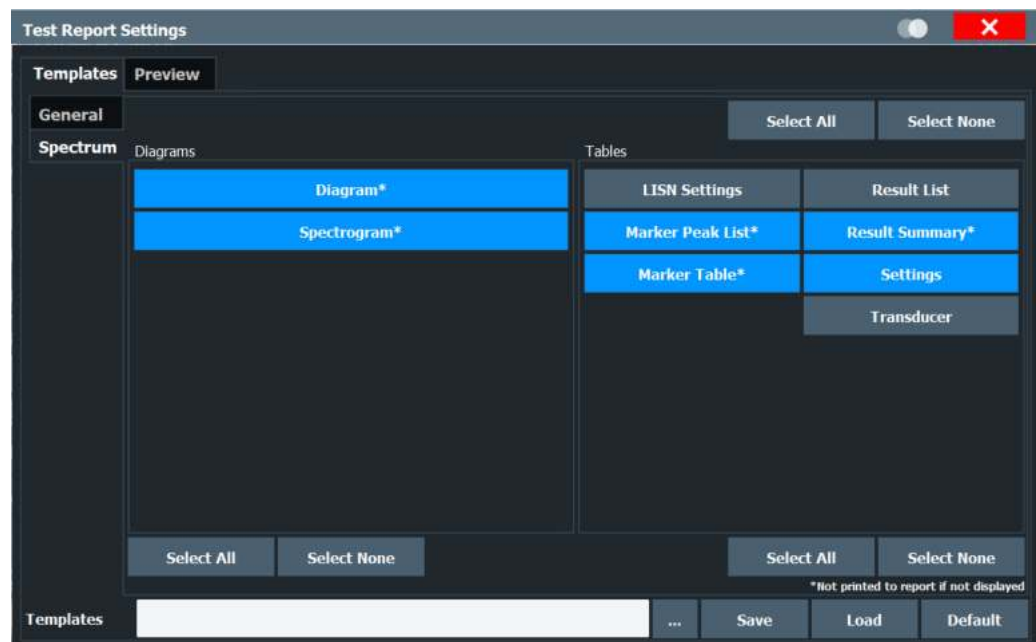 Test Report Settings
Templates Preview
General
Select All Select None
Spectrum Diagrams Tables
Diagram* LISN Settings Result List
Spectrogram* Marker Peak List* Result Summary*
Marker Table* Settings
Transducer
Select All Select None Select All Select None
*Not printed to report if not displayed
Templates ... Save Load Default